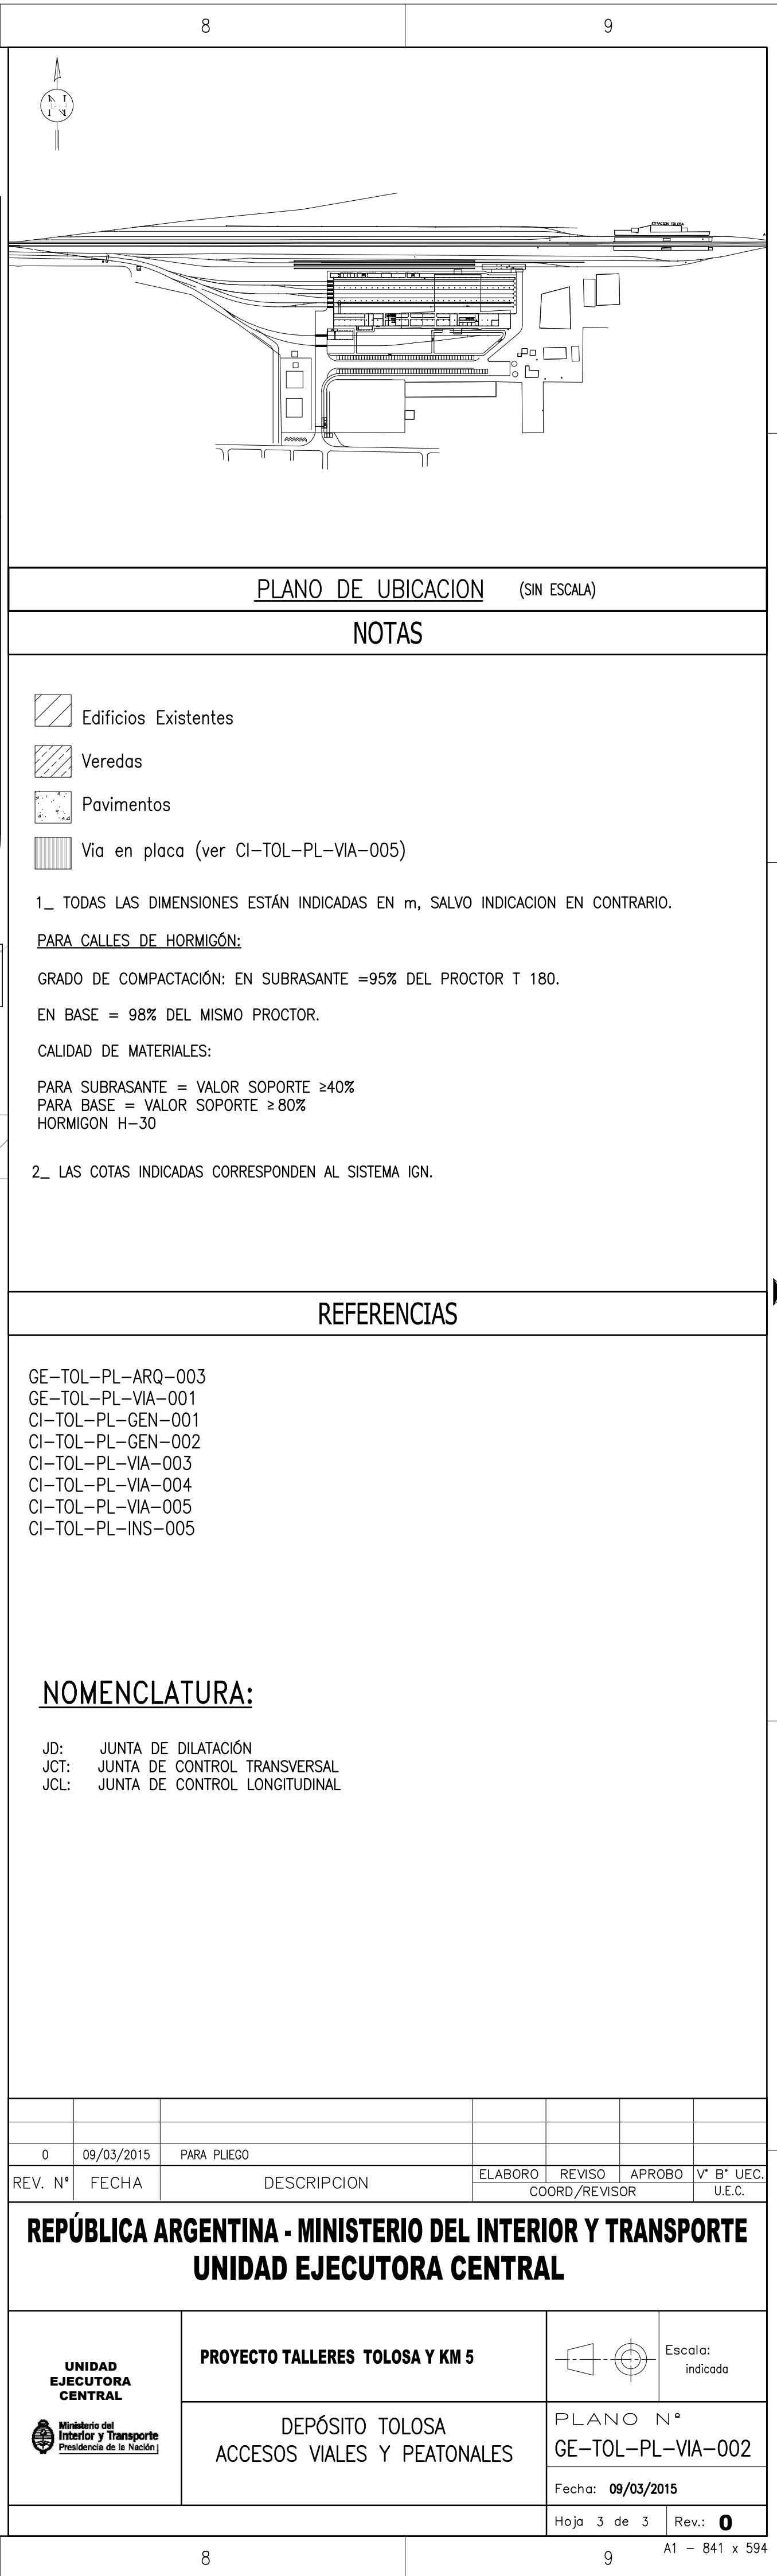 8
9
ESTACION TOLOSA
PLANO DE UBICACION (SIN ESCALA)
NOTAS
Edificios Existentes
Veredas
Pavimentos
Via en placa (ver CI-TOL-PL-VIA-005)
1_ TODAS LAS DIMENSIONES ESTÁN INDICADAS EN m, SALVO INDICACION EN CONTRARIO.
PARA CALLES DE HORMIGÓN:
GRADO DE COMPACTACIÓN: EN SUBRASANTE =95% DEL PROCTOR T 180.
EN BASE = 98% DEL MISMO PROCTOR.
CALIDAD DE MATERIALES:
PARA SUBRASANTE = VALOR SOPORTE ≥40%
PARA BASE = VALOR SOPORTE ≥80%
HORMIGON H-30
2_ LAS COTAS INDICADAS CORRESPONDEN AL SISTEMA IGN.
REFERENCIAS
GE-TOL-PL-ARQ-003
GE-TOL-PL-VIA-001
CI-TOL-PL-GEN-001
CI-TOL-PL-GEN-002
CI-TOL-PL-VIA-003
CI-TOL-PL-VIA-004
CI-TOL-PL-VIA-005
CI-TOL-PL-INS-005
NOMENCLATURA:
JD: JUNTA DE DILATACIÓN
JCT: JUNTA DE CONTROL TRANSVERSAL
JCL: JUNTA DE CONTROL LONGITUDINAL
0 09/03/2015 PARA PLIEGO
REV. Nº FECHA DESCRIPCION ELABORO REVISO APROBO V° B° UEC.
COORD/REVISOR U.E.C.
REPÚBLICA ARGENTINA - MINISTERIO DEL INTERIOR Y TRANSPORTE
UNIDAD EJECUTORA CENTRAL
UNIDAD
EJECUTORA
CENTRAL
Ministerio del
Interior y Transporte
Presidencia de la Nación
PROYECTO TALLERES TOLOSA Y KM 5
DEPÓSITO TOLOSA
ACCESOS VIALES Y PEATONALES
Escala:
indicada
PLANO Nº
GE-TOL-PL-VIA-002
Fecha: 09/03/2015
Hoja 3 de 3 Rev.: 0
A1 - 841 x 594
8
9